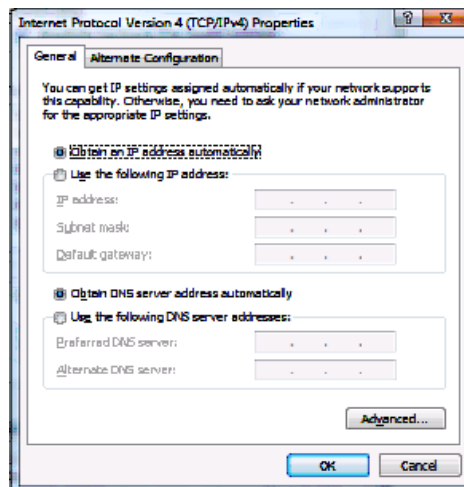 Internet Protocol Version 4 (TCP/IPv4) Properties
General
Alternate Configuration
You can get IP settings assigned automatically if your network supports
this capability. Otherwise, you need to ask your network administrator
for the appropriate IP settings.
Obtain an IP address automatically
Use the following IP address:
IP address:
Subnet mask:
Default gateway:
Obtain DNS server address automatically
Use the following DNS server addresses:
Preferred DNS server:
Alternate DNS server:
Advanced...
OK
Cancel